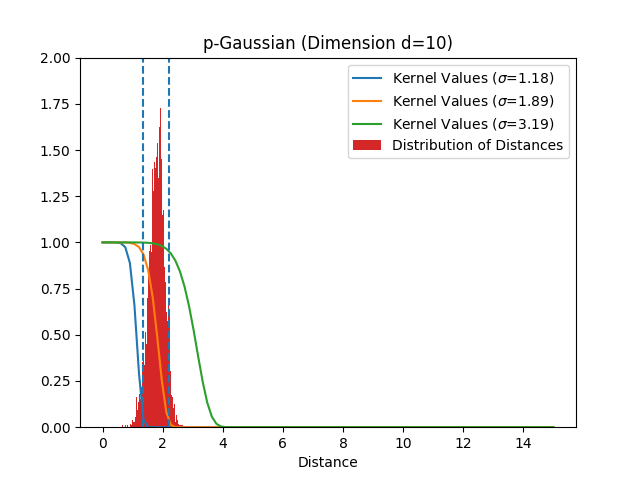 p-Gaussian (Dimension d=10)
2.00
1.75
1.50
1.25
1.00
0.75
0.50
0.25
0.00
Kernel Values (σ=1.18)
Kernel Values (σ=1.89)
Kernel Values (σ=3.19)
Distribution of Distances
0 2 4 6 8 10 12 14
Distance